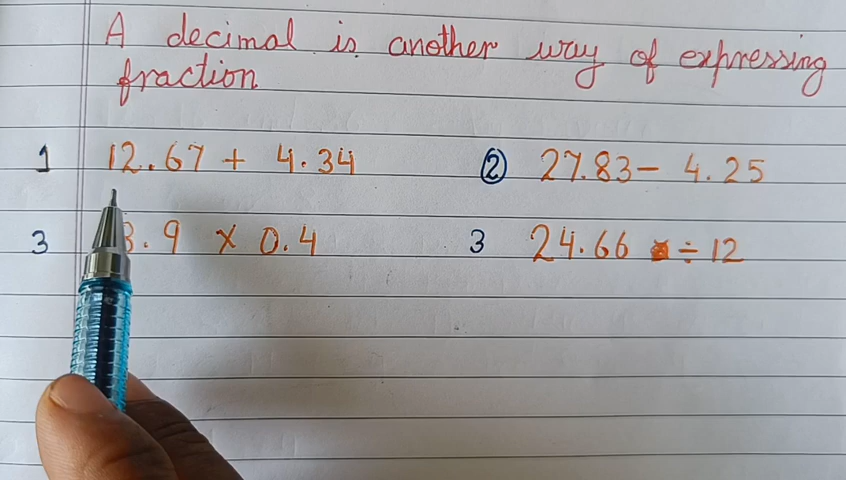 A decimal is another way of expressing
fraction
1 12.67 + 4.34 2 27.83 - 4.25
3 3.9 x 0.4 3 24.66 ÷ 12